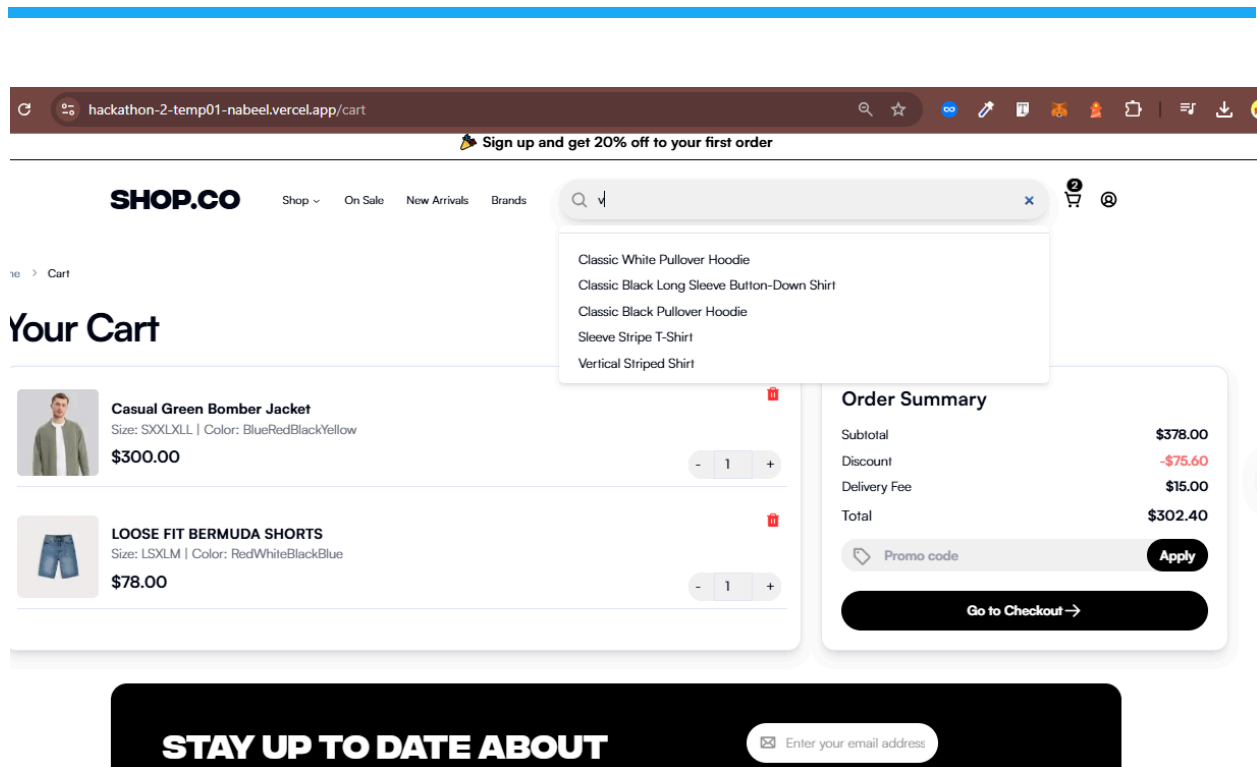 hackathon-2-temp01-nabeel.vercel.app/cart
Sign up and get 20% off to your first order
SHOP.CO
Shop
On Sale
New Arrivals
Brands
v
2
Classic White Pullover Hoodie
Classic Black Long Sleeve Button-Down Shirt
Classic Black Pullover Hoodie
Sleeve Stripe T-Shirt
Vertical Striped Shirt
Cart
Your Cart
Casual Green Bomber Jacket
Size: SXXLXLL | Color: BlueRedBlackYellow
$300.00
- 1 +
LOOSE FIT BERMUDA SHORTS
Size: LSXLM | Color: RedWhiteBlackBlue
$78.00
- 1 +
Order Summary
Subtotal $378.00
Discount -$75.60
Delivery Fee $15.00
Total $302.40
Promo code
Apply
Go to Checkout
STAY UP TO DATE ABOUT
Enter your email address